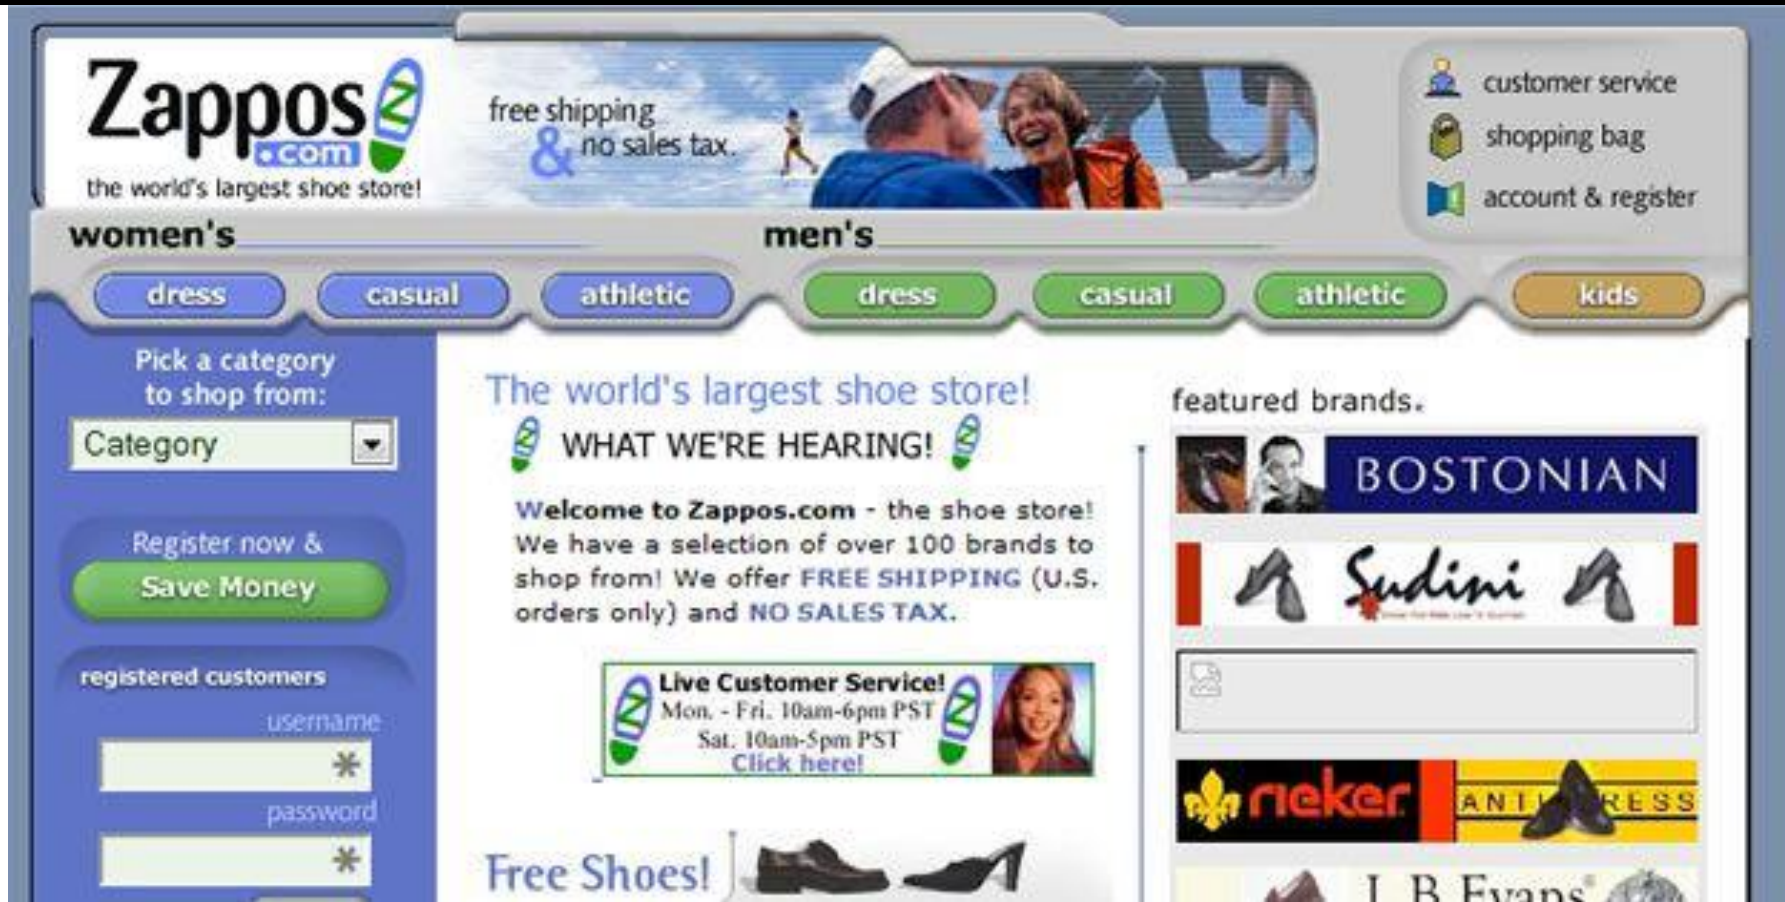 Zappos
.com
the world's largest shoe store!
free shipping
& no sales tax.
customer service
shopping bag
account & register
women's
men's
dress
casual
athletic
dress
casual
athletic
kids
Pick a category
to shop from:
Category
Register now &
Save Money
registered customers
username
*
password
*
The world's largest shoe store!
WHAT WE'RE HEARING!
Welcome to Zappos.com - the shoe store!
We have a selection of over 100 brands to
shop from! We offer FREE SHIPPING (U.S.
orders only) and NO SALES TAX.
Live Customer Service!
Mon. - Fri. 10am-6pm PST
Sat. 10am-5pm PST
Click here!
Free Shoes!
featured brands.
BOSTONIAN
Sudini
rieker
J. B. Evans®